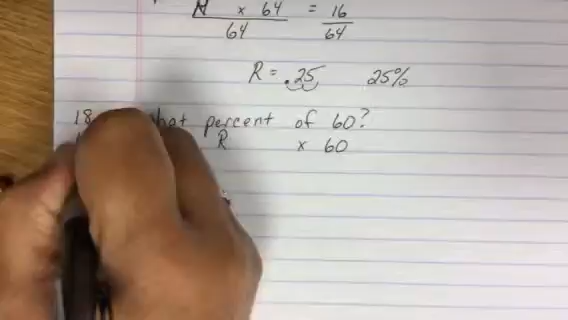 R x 64 = 16
64 64
R = .25 25%
18 what percent of 60?
R x 60